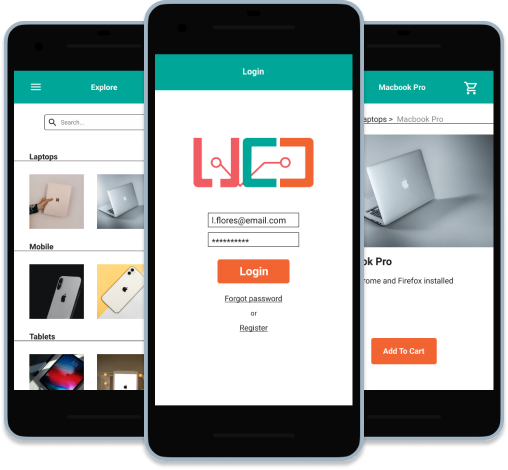 Explore
Search...
Laptops
Mobile
Tablets
Login
l.flores@email.com
**********
Login
Forgot password
or
Register
Macbook Pro
aptops > Macbook Pro
ok Pro
rome and Firefox installed
Add To Cart